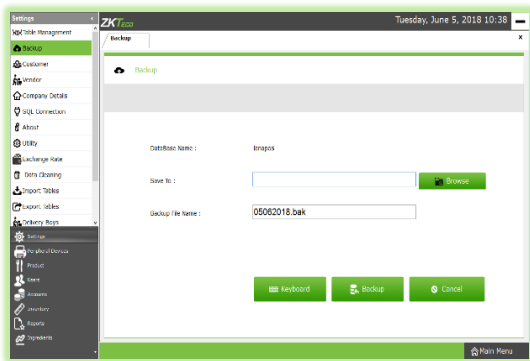 Settings
Table Management
Backup
Customer
Vendor
Company Details
SQL Connection
About
Utility
Exchange Rate
Data Cleaning
Import Tables
Export Tables
Delivery Boys
Settings
Peripheral Devices
Product
Users
Accounts
Inventory
Reports
Ingredients
ZKTeco
Tuesday, June 5, 2018 10:38
Backup
x
Backup
DataBase Name :
Save To :
Browse
Backup File Name :
05062018.bak
Keyboard
Backup
Cancel
Main Menu